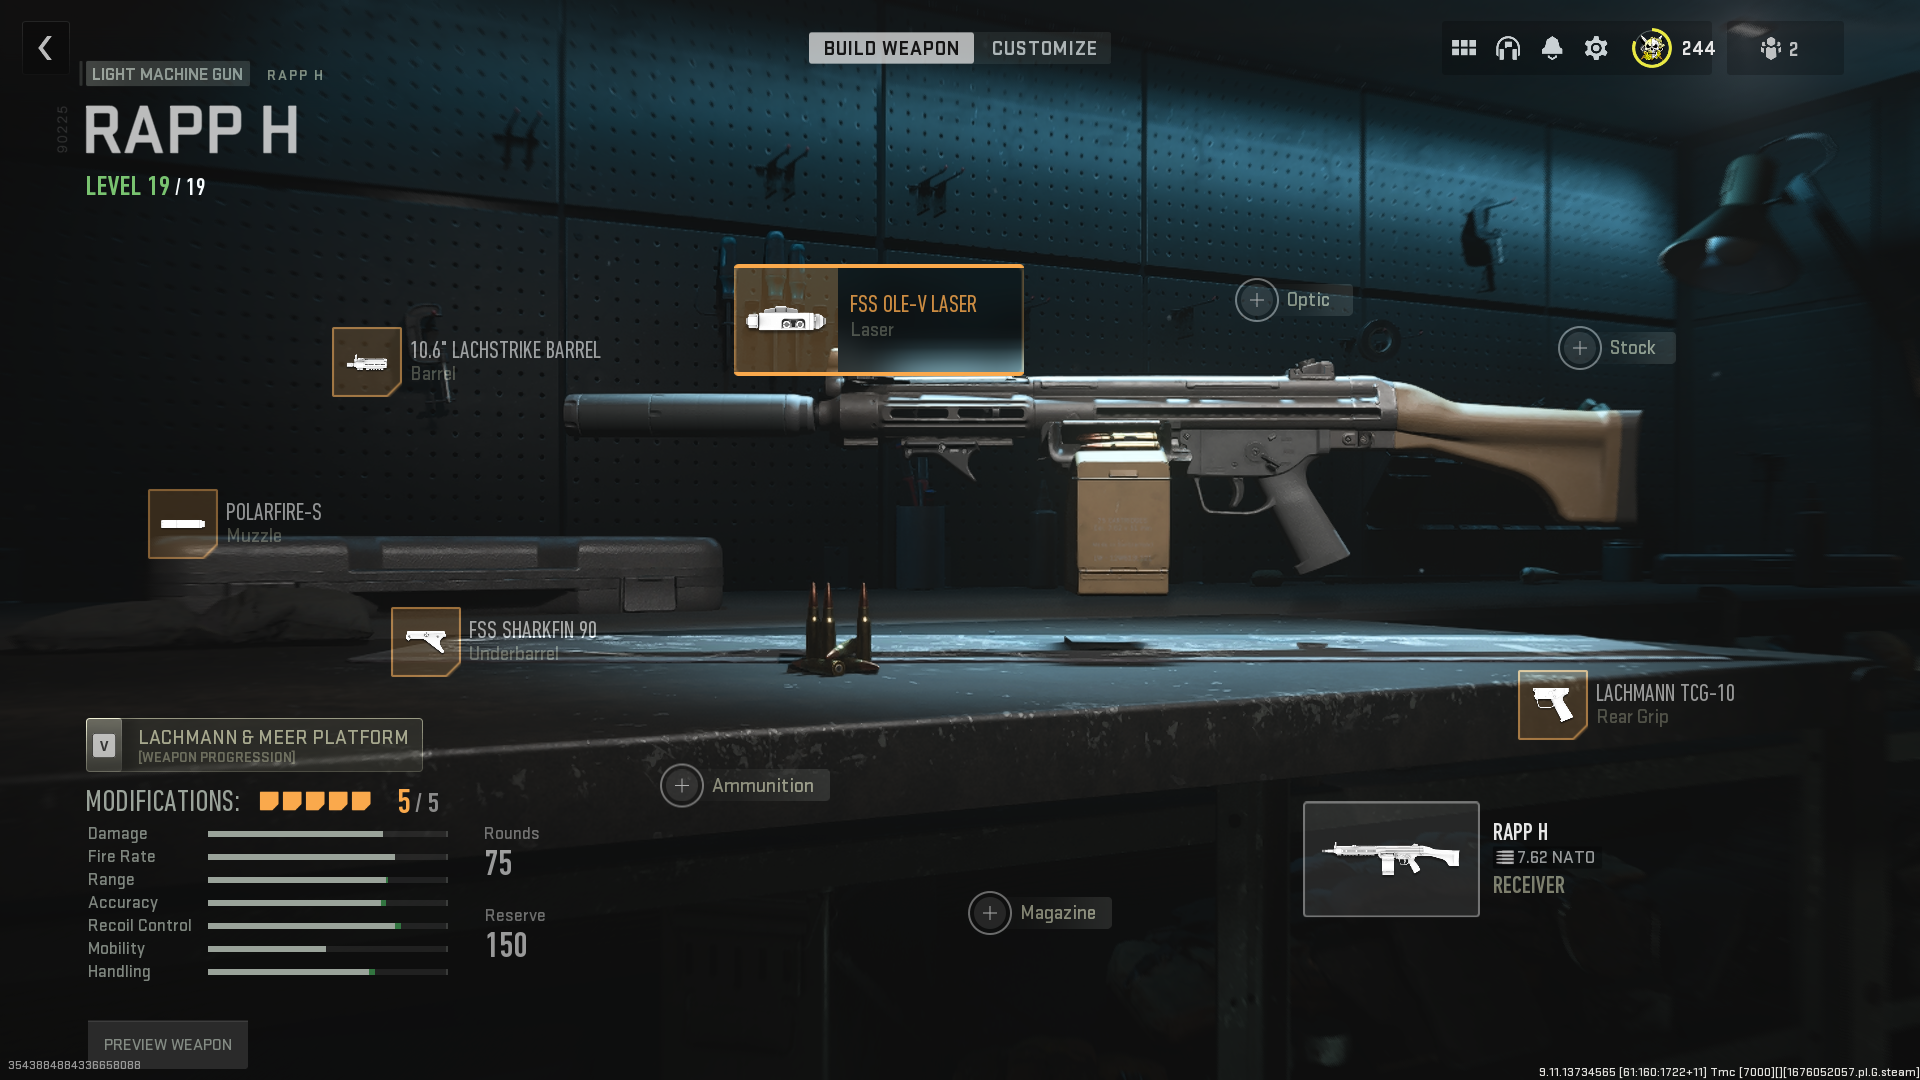 BUILD WEAPON
CUSTOMIZE
244
2
LIGHT MACHINE GUN
RAPP H
90225
RAPP H
LEVEL 19 / 19
FSS OLE-V LASER
Laser
Optic
Stock
10.6" LACHSTRIKE BARREL
Barrel
POLARFIRE-S
Muzzle
FSS SHARKFIN 90
Underbarrel
LACHMANN TCG-10
Rear Grip
V
LACHMANN & MEER PLATFORM
[WEAPON PROGRESSION]
Ammunition
MODIFICATIONS: 5 / 5
Damage
Fire Rate
Range
Accuracy
Recoil Control
Mobility
Handling
Rounds
75
Reserve
150
Magazine
RAPP H
7.62 NATO
RECEIVER
PREVIEW WEAPON
3543884884336658088
9.11.13734565 [61:160:1722+11] Tmc [7000][][1676052057.pl.G.steam]